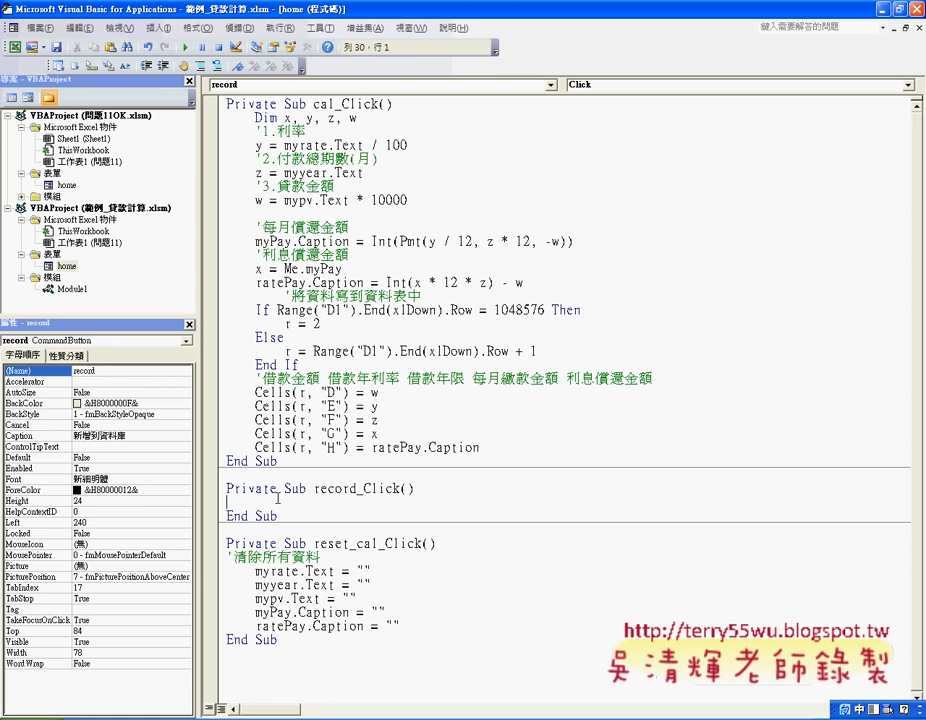 Microsoft Visual Basic for Applications - 範例_貸款計算.xlsm - [home (程式碼)]
檔案(F) 編輯(E) 檢視(V) 插入(I) 格式(O) 偵錯(D) 執行(R) 工具(T) 增益集(A) 視窗(W) 說明(H) 鍵入需要解答的問題
列 30，行 1
專案 - VBAProject
VBAProject (問題11OK.xlsm)
Microsoft Excel 物件
Sheet1 (Sheet1)
ThisWorkbook
工作表1 (問題11)
表單
home
模組
VBAProject (範例_貸款計算.xlsm)
Microsoft Excel 物件
ThisWorkbook
工作表1 (問題11)
表單
home
模組
Module1
屬性 - record
record CommandButton
字母順序 性質分類
(Name) record
Accelerator
AutoSize False
BackColor &H8000000F&
BackStyle 1 - fmBackStyleOpaque
Cancel False
Caption 新增到資料庫
ControlTipText
Default False
Enabled True
Font 新細明體
ForeColor &H80000012&
Height 24
HelpContextID 0
Left 240
Locked False
MouseIcon (無)
MousePointer 0 - fmMousePointerDefault
Picture (無)
PicturePosition 7 - fmPicturePositionAboveCenter
TabIndex 17
TabStop True
Tag
TakeFocusOnClick True
Top 84
Visible True
Width 78
WordWrap False
record Click
Private Sub cal_Click()
Dim x, y, z, w
'1.利率
y = myrate.Text / 100
'2.付款總期數(月)
z = myyear.Text
'3.貸款金額
w = mypv.Text * 10000
'每月償還金額
myPay.Caption = Int(Pmt(y / 12, z * 12, -w))
'利息償還金額
x = Me.myPay
ratePay.Caption = Int(x * 12 * z) - w
'將資料寫到資料表中
If Range("D1").End(xlDown).Row = 1048576 Then
r = 2
Else
r = Range("D1").End(xlDown).Row + 1
End If
'借款金額 借款年利率 借款年限 每月繳款金額 利息償還金額
Cells(r, "D") = w
Cells(r, "E") = y
Cells(r, "F") = z
Cells(r, "G") = x
Cells(r, "H") = ratePay.Caption
End Sub
Private Sub record_Click()
End Sub
Private Sub reset_cal_Click()
'清除所有資料
myrate.Text = ""
myyear.Text = ""
mypv.Text = ""
myPay.Caption = ""
ratePay.Caption = ""
End Sub
http://terry55wu.blogspot.tw
吳清輝老師錄製
中